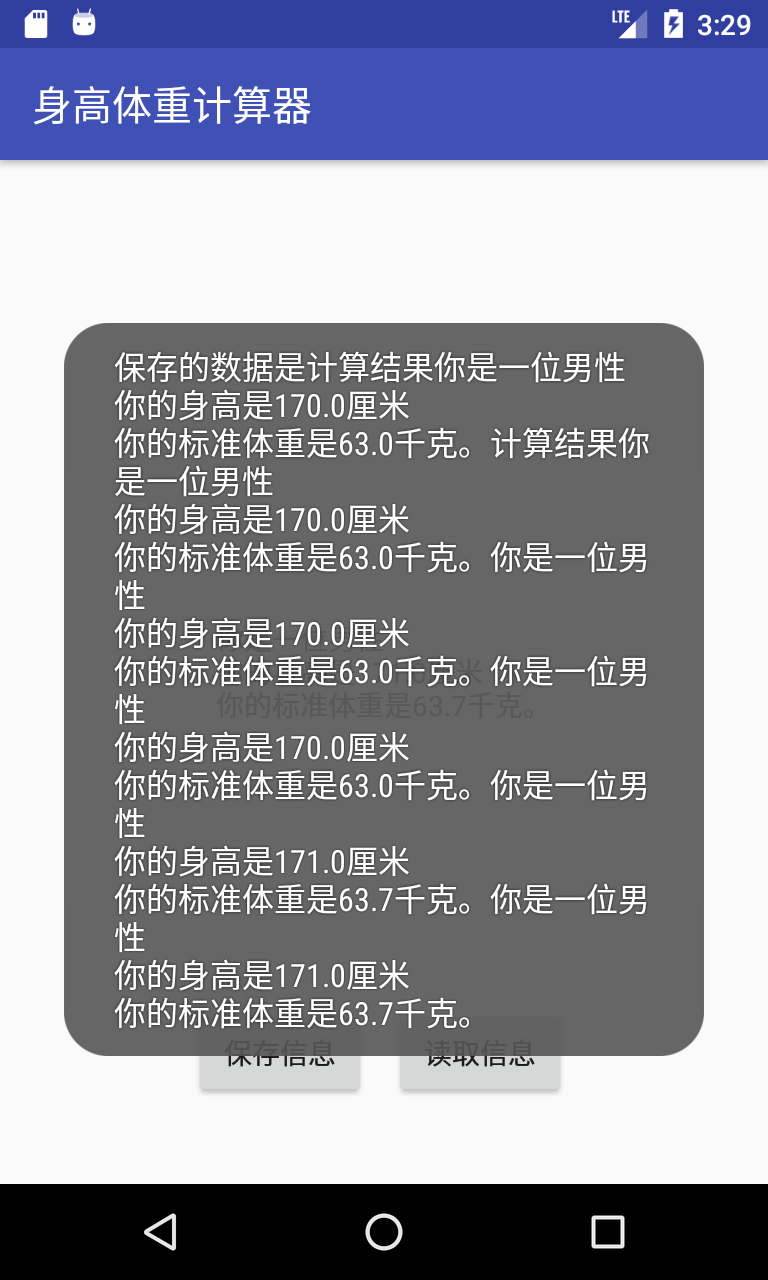 LTE 3:29
身高体重计算器
保存的数据是计算结果你是一位男性
你的身高是170.0厘米
你的标准体重是63.0千克。计算结果你
是一位男性
你的身高是170.0厘米
你的标准体重是63.0千克。你是一位男
性
你的身高是170.0厘米
你的标准体重是63.0千克。你是一位男
性
你的身高是170.0厘米
你的标准体重是63.0千克。你是一位男
性
你的身高是171.0厘米
你的标准体重是63.7千克。你是一位男
性
你的身高是171.0厘米
你的标准体重是63.7千克。
你的标准体重是63.7千克。
保存信息 读取信息